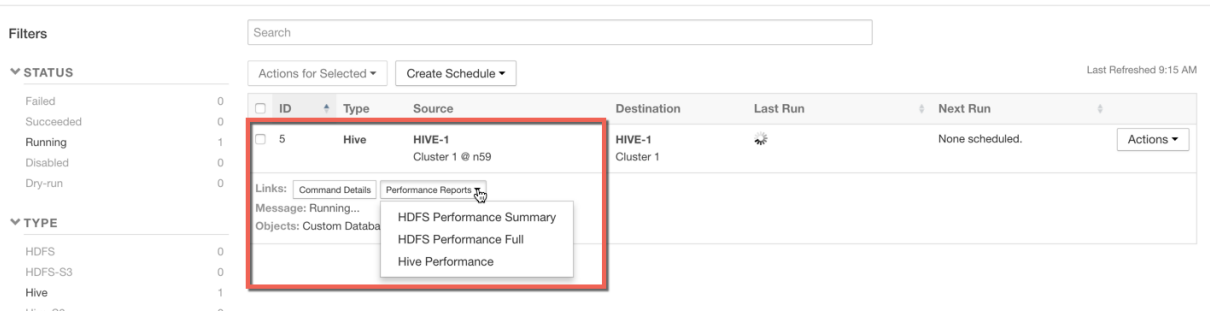 Filters
Search
STATUS
Actions for Selected
Create Schedule
Last Refreshed 9:15 AM
Failed 0
Succeeded 0
Running 1
Disabled 0
Dry-run 0
ID Type Source Destination Last Run Next Run
5 Hive HIVE-1 HIVE-1 None scheduled. Actions
Cluster 1 @ n59 Cluster 1
Links: Command Details Performance Reports
Message: Running...
Objects: Custom Databa
HDFS Performance Summary
HDFS Performance Full
Hive Performance
TYPE
HDFS 0
HDFS-S3 0
Hive 1